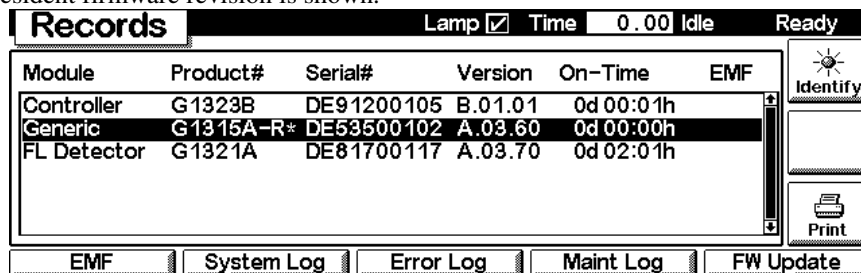 esident firmware revision is shown.
Records Lamp ☑ Time 0.00 Idle Ready
Module Product# Serial# Version On-Time EMF
Identify
Controller G1323B DE91200105 B.01.01 0d 00:01h
Generic G1315A-R* DE53500102 A.03.60 0d 00:00h
FL Detector G1321A DE81700117 A.03.70 0d 02:01h
Print
EMF System Log Error Log Maint Log FW Update